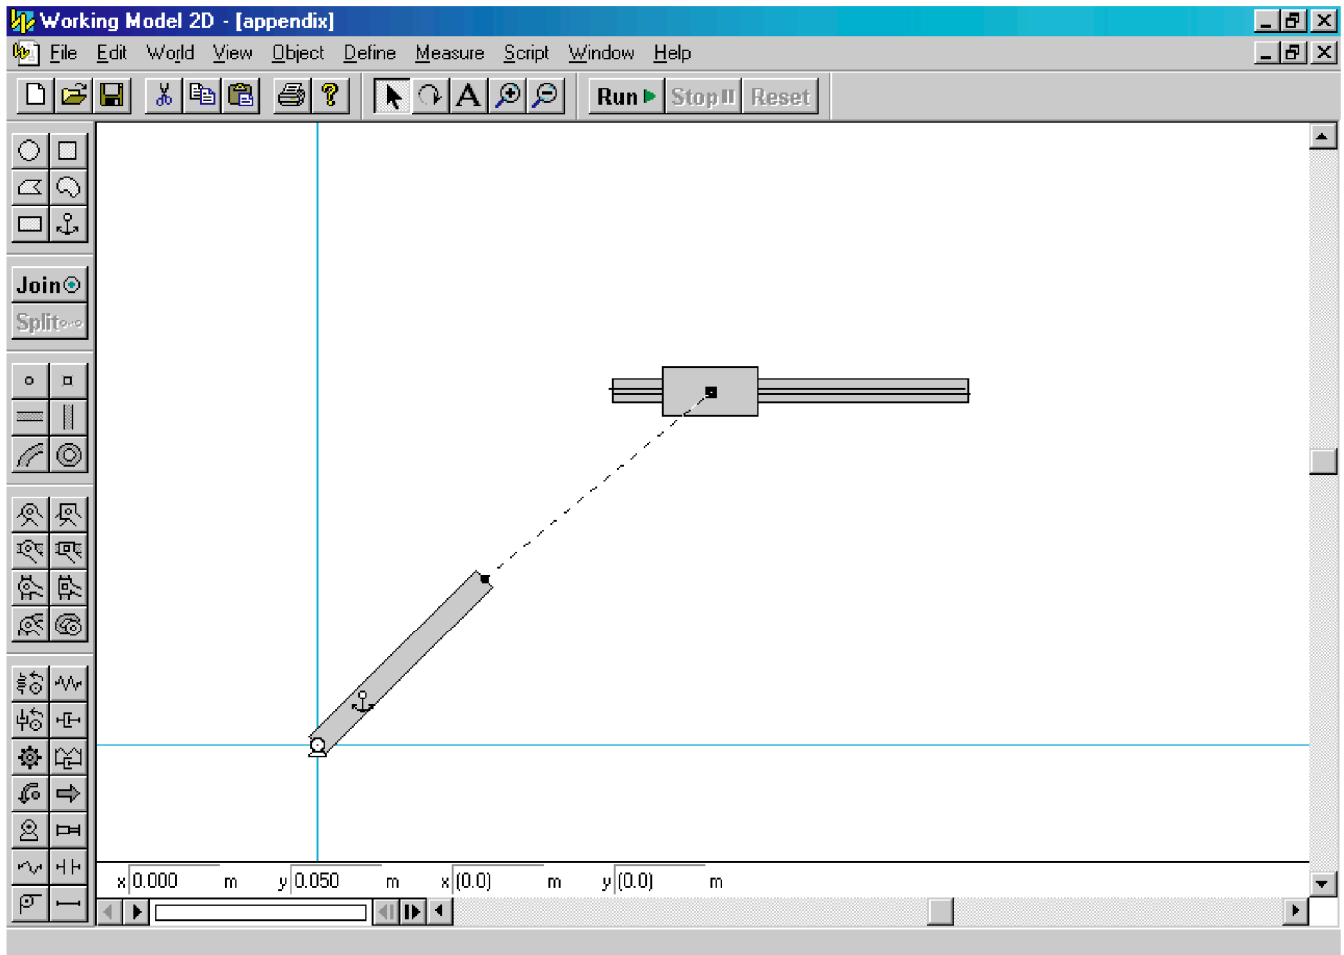 Working Model 2D - [appendix]
File Edit World View Object Define Measure Script Window Help
Run Stop Reset
Join
Split
x 0.000 m y 0.050 m x (0.0) m y (0.0) m